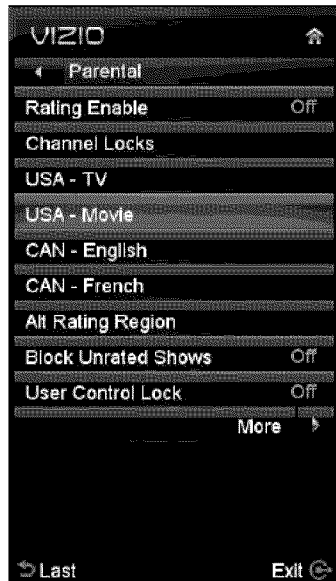 VIZIO
Parental
Rating Enable Off
Channel Locks
USA - TV
USA - Movie
CAN - English
CAN - French
Alt Rating Region
Block Unrated Shows Off
User Control Lock Off
More
Last Exit